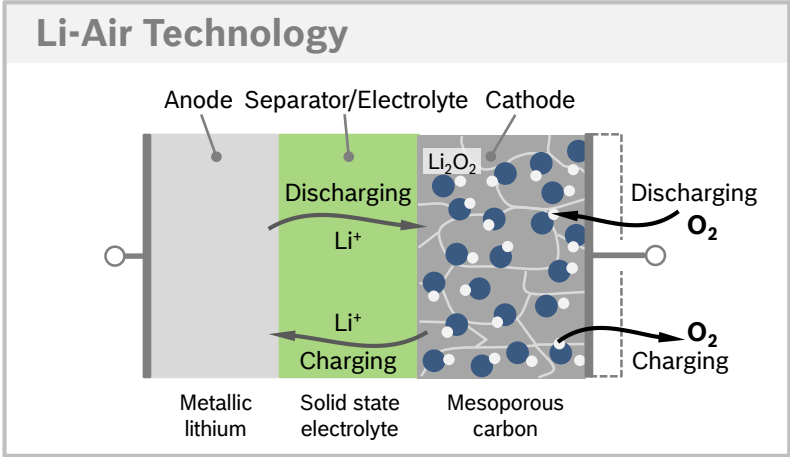 Li-Air Technology
Anode Separator/Electrolyte Cathode
Li₂O₂
Discharging
Li⁺
Discharging
O₂
Li⁺
Charging
O₂
Charging
Metallic
lithium
Solid state
electrolyte
Mesoporous
carbon